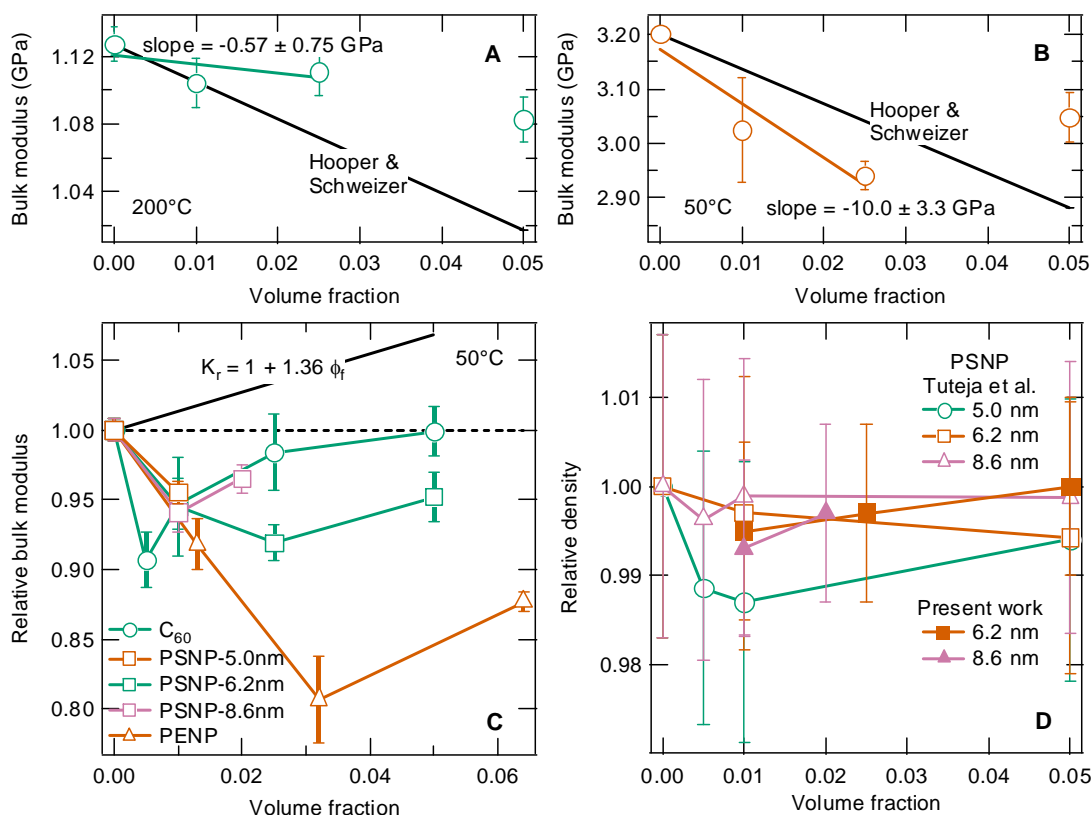 slope = -0.57 ± 0.75 GPa
A
Hooper &
Schweizer
200°C
1.12
1.08
1.04
Bulk modulus (GPa)
0.00
0.01
0.02
0.03
0.04
0.05
Volume fraction
B
Hooper &
Schweizer
50°C
slope = -10.0 ± 3.3 GPa
3.20
3.10
3.00
2.90
Bulk modulus (GPa)
0.00
0.01
0.02
0.03
0.04
0.05
Volume fraction
K_r = 1 + 1.36 ϕ_f
50°C
1.05
1.00
0.95
0.90
0.85
0.80
Relative bulk modulus
C₆₀
PSNP-5.0nm
PSNP-6.2nm
PSNP-8.6nm
PENP
C
0.00
0.02
0.04
0.06
Volume fraction
PSNP
Tuteja et al.
5.0 nm
6.2 nm
8.6 nm
1.01
1.00
0.99
0.98
Relative density
Present work
6.2 nm
8.6 nm
D
0.00
0.01
0.02
0.03
0.04
0.05
Volume fraction